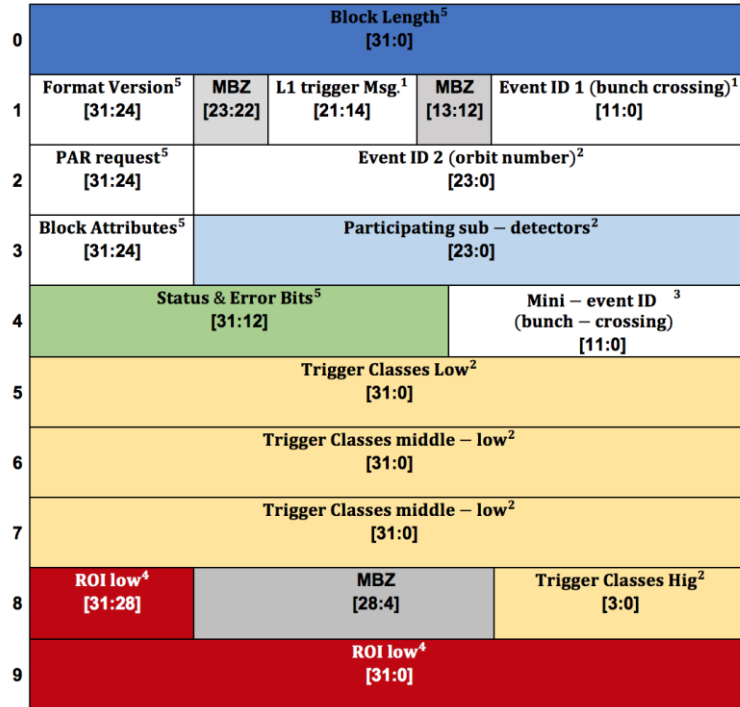 0
Block Length⁵
[31:0]
1
Format Version⁵
[31:24]
MBZ
[23:22]
L1 trigger Msg.¹
[21:14]
MBZ
[13:12]
Event ID 1 (bunch crossing)¹
[11:0]
2
PAR request⁵
[31:24]
Event ID 2 (orbit number)²
[23:0]
3
Block Attributes⁵
[31:24]
Participating sub − detectors²
[23:0]
4
Status & Error Bits⁵
[31:12]
Mini − event ID ³
(bunch − crossing)
[11:0]
5
Trigger Classes Low²
[31:0]
6
Trigger Classes middle − low²
[31:0]
7
Trigger Classes middle − low²
[31:0]
8
ROI low⁴
[31:28]
MBZ
[28:4]
Trigger Classes Hig²
[3:0]
9
ROI low⁴
[31:0]